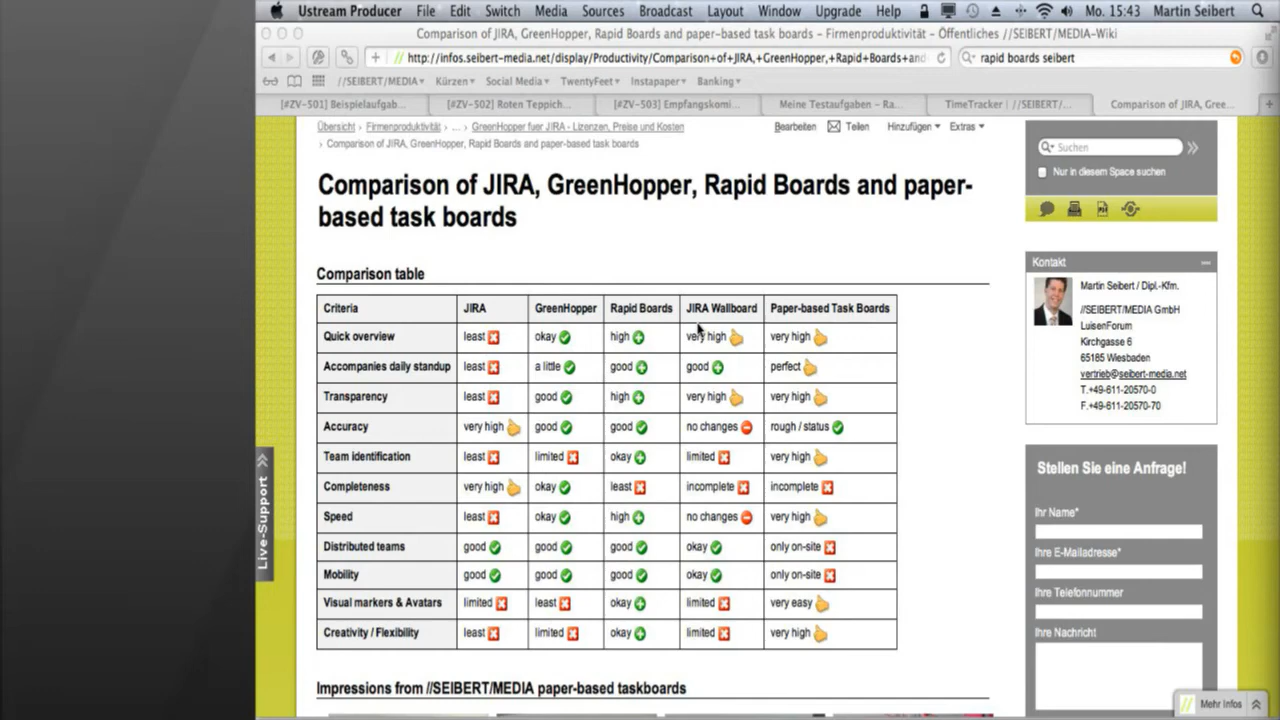 Ustream Producer File Edit Switch Media Sources Broadcast Layout Window Upgrade Help Mo. 15:43 Martin Seibert
Comparison of JIRA, GreenHopper, Rapid Boards and paper-based task boards – Firmenproduktivität – Öffentliches //SEIBERT/MEDIA-Wiki
http://infos.seibert-media.net/display/Productivity/Comparison+of+JIRA,+GreenHopper,+Rapid+Boards+and rapid boards seibert
//SEIBERT/MEDIA Kürzen Social Media TwentyFeet Instapaper Banking
[#ZV-501] Beispielaufgab... [#ZV-502] Roten Teppich... [#ZV-503] Empfangskomi... Meine Testaufgaben – Ra... TimeTracker | //SEIBERT/... Comparison of JIRA, Gree...
Übersicht › Firmenproduktivität › ... › GreenHopper fuer JIRA - Lizenzen, Preise und Kosten
› Comparison of JIRA, GreenHopper, Rapid Boards and paper-based task boards
Bearbeiten Teilen Hinzufügen Extras
Suchen
Nur in diesem Space suchen
Comparison of JIRA, GreenHopper, Rapid Boards and paper-
based task boards
Comparison table
Criteria JIRA GreenHopper Rapid Boards JIRA Wallboard Paper-based Task Boards
Quick overview least okay high very high very high
Accompanies daily standup least a little good good perfect
Transparency least good high very high very high
Accuracy very high good good no changes rough / status
Team identification least limited okay limited very high
Completeness very high okay least incomplete incomplete
Speed least okay high no changes very high
Distributed teams good good good okay only on-site
Mobility good good good okay only on-site
Visual markers & Avatars limited least okay limited very easy
Creativity / Flexibility least limited okay limited very high
Impressions from //SEIBERT/MEDIA paper-based taskboards
Kontakt
Martin Seibert / Dipl.-Kfm.
//SEIBERT/MEDIA GmbH
LuisenForum
Kirchgasse 6
65185 Wiesbaden
vertrieb@seibert-media.net
T.+49-611-20570-0
F.+49-611-20570-70
Stellen Sie eine Anfrage!
Ihr Name*
Ihre E-Mailadresse*
Ihre Telefonnummer
Ihre Nachricht
Live-Support
Mehr Infos